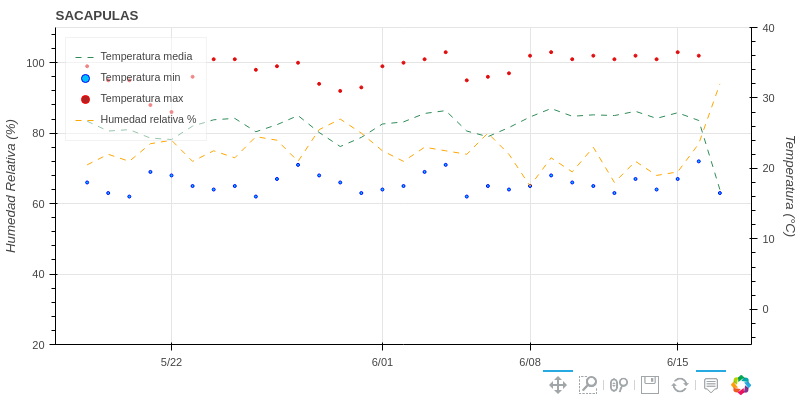 SACAPULAS
Temperatura media
Temperatura min
Temperatura max
Humedad relativa %
Humedad Relativa (%)
100
80
60
40
20
40
30
20
10
0
Temperatura (°C)
5/22
6/01
6/08
6/15